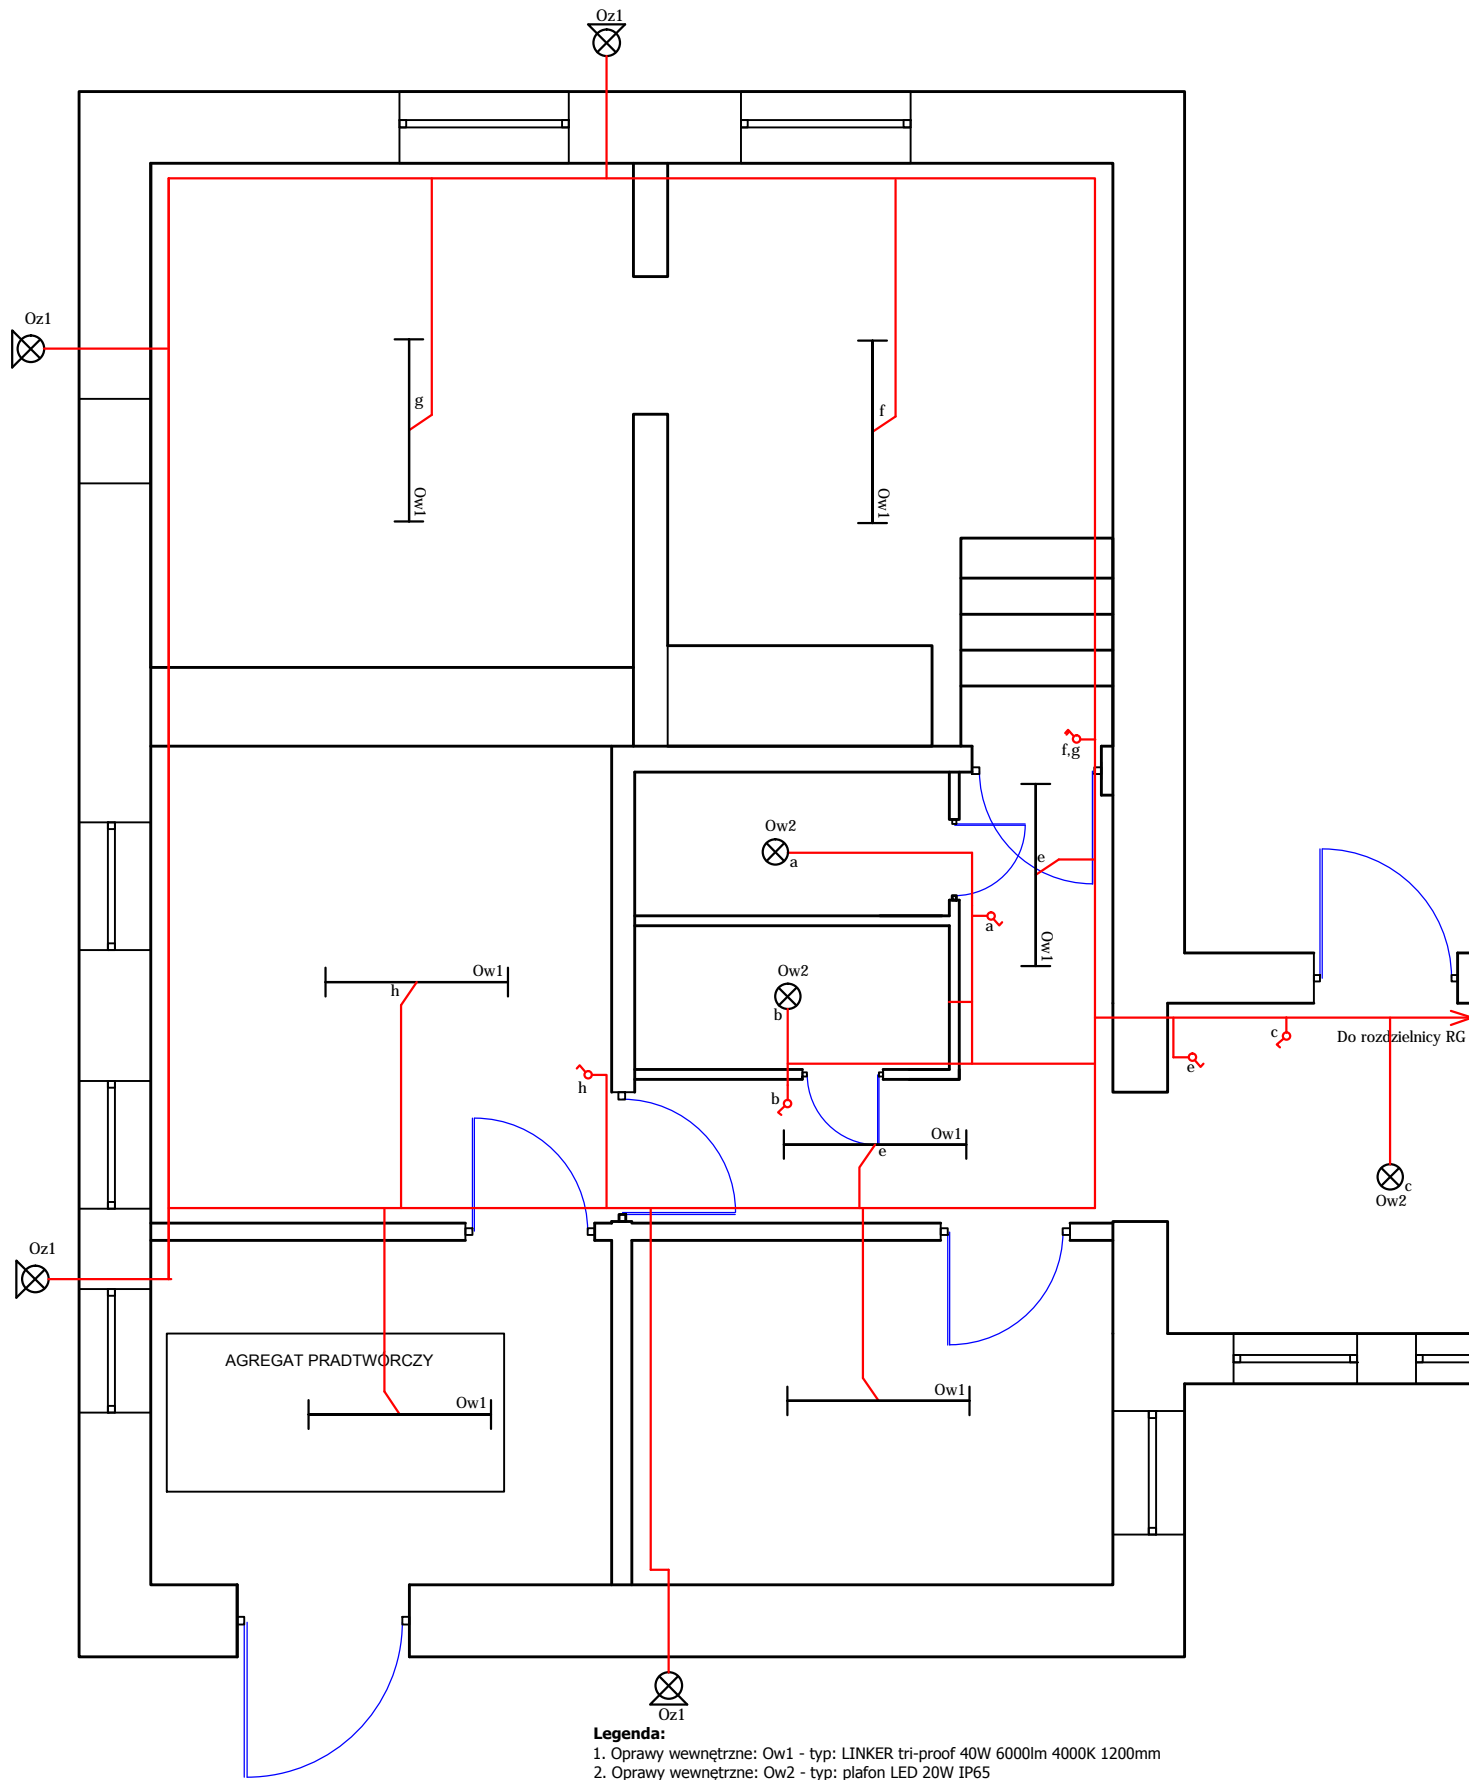 Oz1
Oz1
g
f
Ow1
Ow1
f,g
Ow2
a
e
a
Ow1
Ow2
b
Ow1
h
c
Do rozdzielnicy RG
e
h
b
Ow1
e
c
Ow2
Oz1
AGREGAT PRADTWORCZY
Ow1
Ow1
Oz1
Legenda:
1. Oprawy wewnętrzne: Ow1 - typ: LINKER tri-proof 40W 6000lm 4000K 1200mm
2. Oprawy wewnętrzne: Ow2 - typ: plafon LED 20W IP65